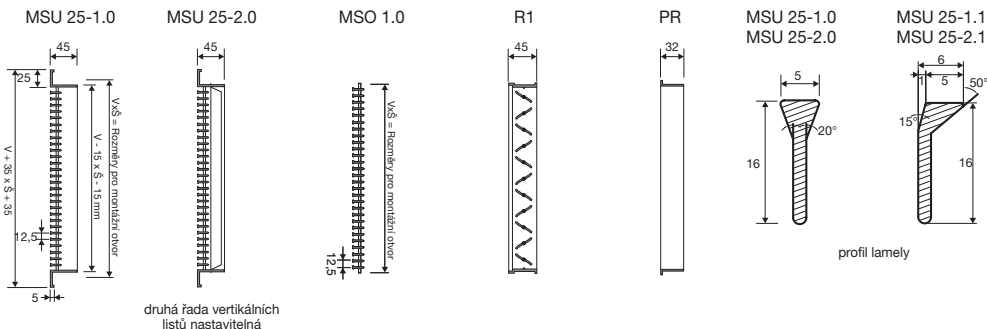 MSU 25-1.0
MSU 25-2.0
MSO 1.0
R1
PR
MSU 25-1.0
MSU 25-2.0
MSU 25-1.1
MSU 25-2.1
45
25
V + 35 x Š + 35
V - 15 x Š - 15 mm
VxŠ = Rozměry pro montážní otvor
12,5
5
45
druhá řada vertikálních
listů nastavitelná
VxŠ = Rozměry pro montážní otvor
12,5
45
32
5
16
20°
6
1
5
50°
15°
16
profil lamely